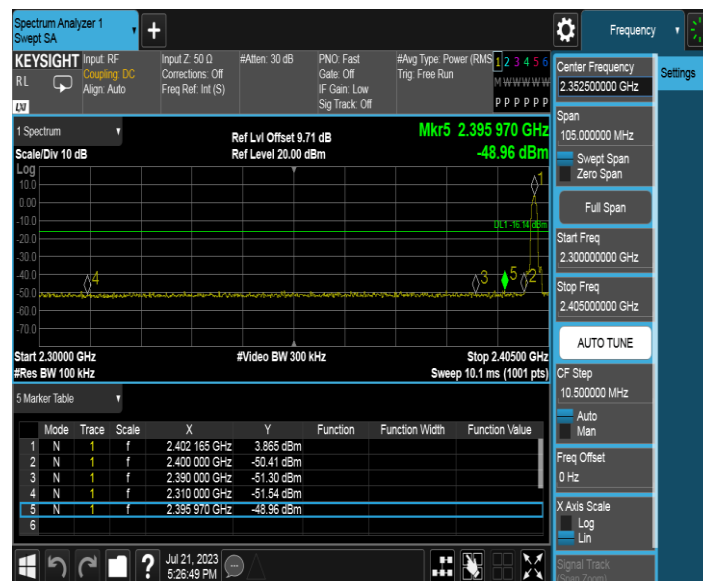 Spectrum Analyzer 1
Swept SA
Frequency
KEYSIGHT
RL
LXI
Input: RF
Coupling: DC
Align: Auto
Input Z: 50 Ω
Corrections: Off
Freq Ref: Int (S)
#Atten: 30 dB
PNO: Fast
Gate: Off
IF Gain: Low
Sig Track: Off
#Avg Type: Power (RMS
Trig: Free Run
1 2 3 4 5 6
M W W W W W
P P P P P P
1 Spectrum
Scale/Div 10 dB
Ref Lvl Offset 9.71 dB
Ref Level 20.00 dBm
Mkr5 2.395 970 GHz
-48.96 dBm
Log
10.0
0.00
-10.0
-20.0
-30.0
-40.0
-50.0
-60.0
-70.0
DL1 -16.14 dBm
1
4
3
5
2
Start 2.30000 GHz
#Res BW 100 kHz
#Video BW 300 kHz
Stop 2.40500 GHz
Sweep 10.1 ms (1001 pts)
5 Marker Table
Mode Trace Scale X Y Function Function Width Function Value
1 N 1 f 2.402 165 GHz 3.865 dBm
2 N 1 f 2.400 000 GHz -50.41 dBm
3 N 1 f 2.390 000 GHz -51.30 dBm
4 N 1 f 2.310 000 GHz -51.54 dBm
5 N 1 f 2.395 970 GHz -48.96 dBm
6
Jul 21, 2023
5:26:49 PM
Center Frequency
2.352500000 GHz
Settings
Span
105.000000 MHz
Swept Span
Zero Span
Full Span
Start Freq
2.300000000 GHz
Stop Freq
2.405000000 GHz
AUTO TUNE
CF Step
10.500000 MHz
Auto
Man
Freq Offset
0 Hz
X Axis Scale
Log
Lin
Signal Track
(Span Zoom)